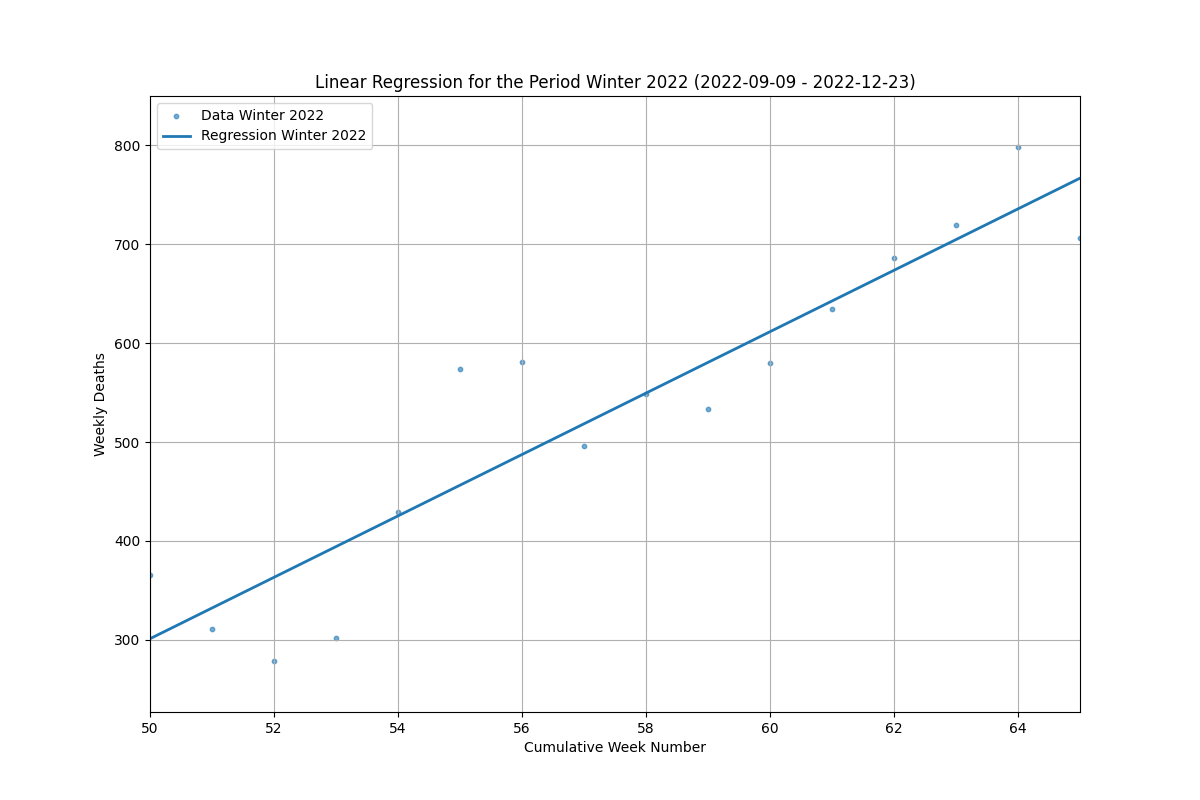 Linear Regression for the Period Winter 2022 (2022-09-09 - 2022-12-23)
Data Winter 2022
Regression Winter 2022
800
700
600
500
400
300
Weekly Deaths
50 52 54 56 58 60 62 64
Cumulative Week Number